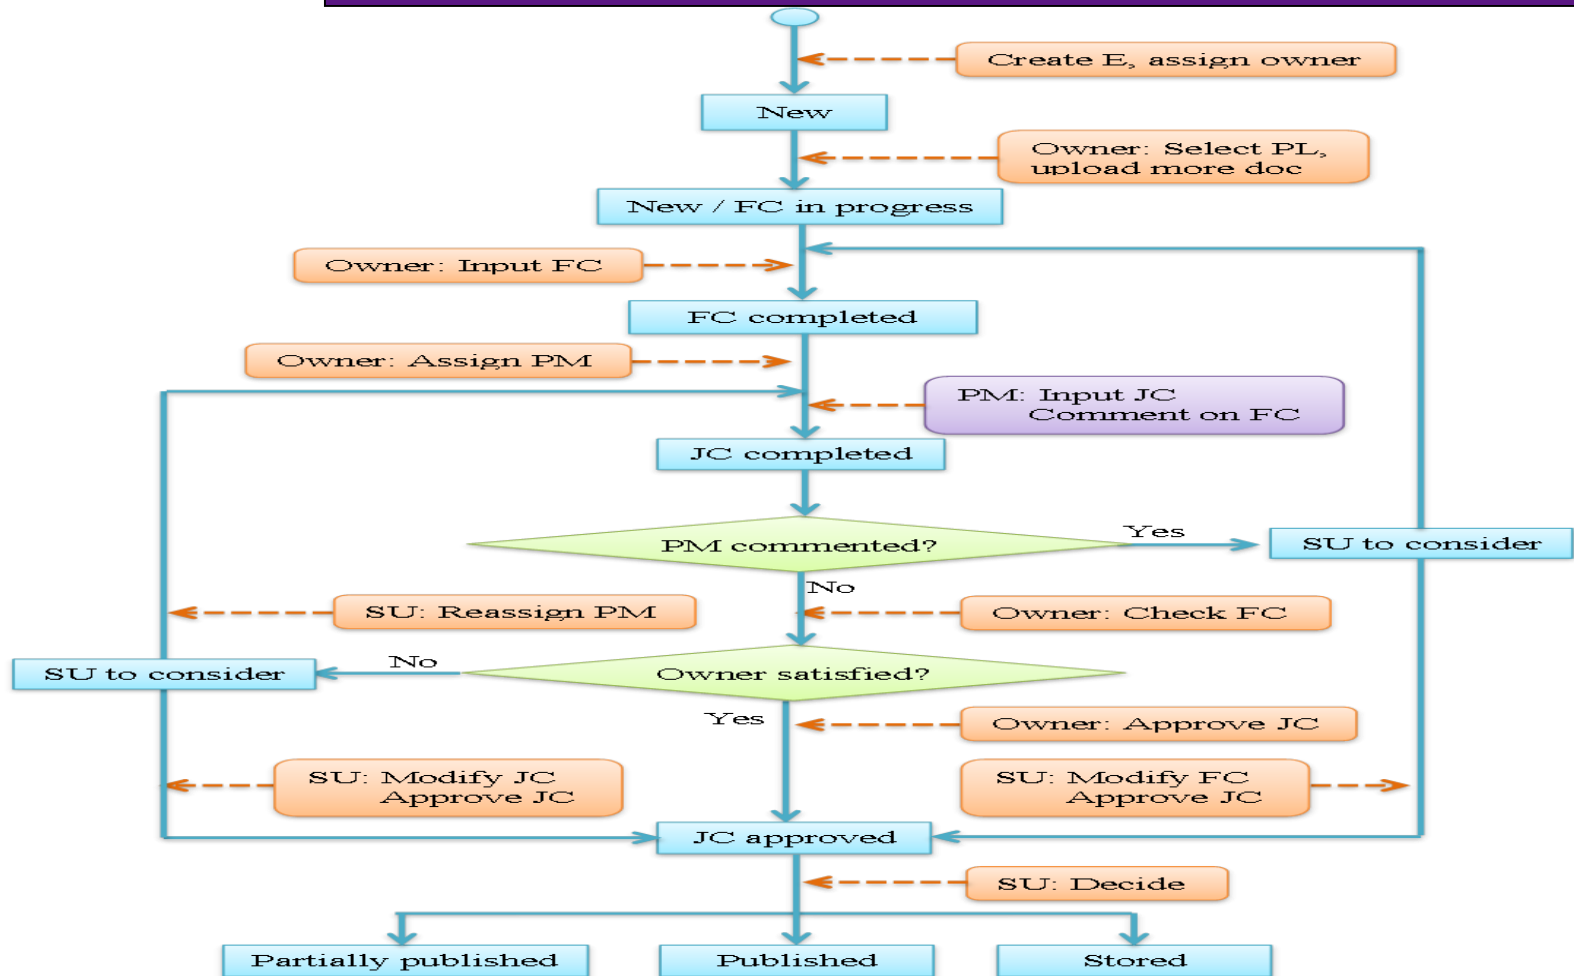 Create E, assign owner
New
Owner: Select PL,
upload more doc
New / FC in progress
Owner: Input FC
FC completed
Owner: Assign PM
PM: Input JC
Comment on FC
JC completed
PM commented?
Yes
SU to consider
No
SU: Reassign PM
Owner: Check FC
SU to consider
No
Owner satisfied?
Yes
Owner: Approve JC
SU: Modify JC
Approve JC
SU: Modify FC
Approve JC
JC approved
SU: Decide
Partially published
Published
Stored